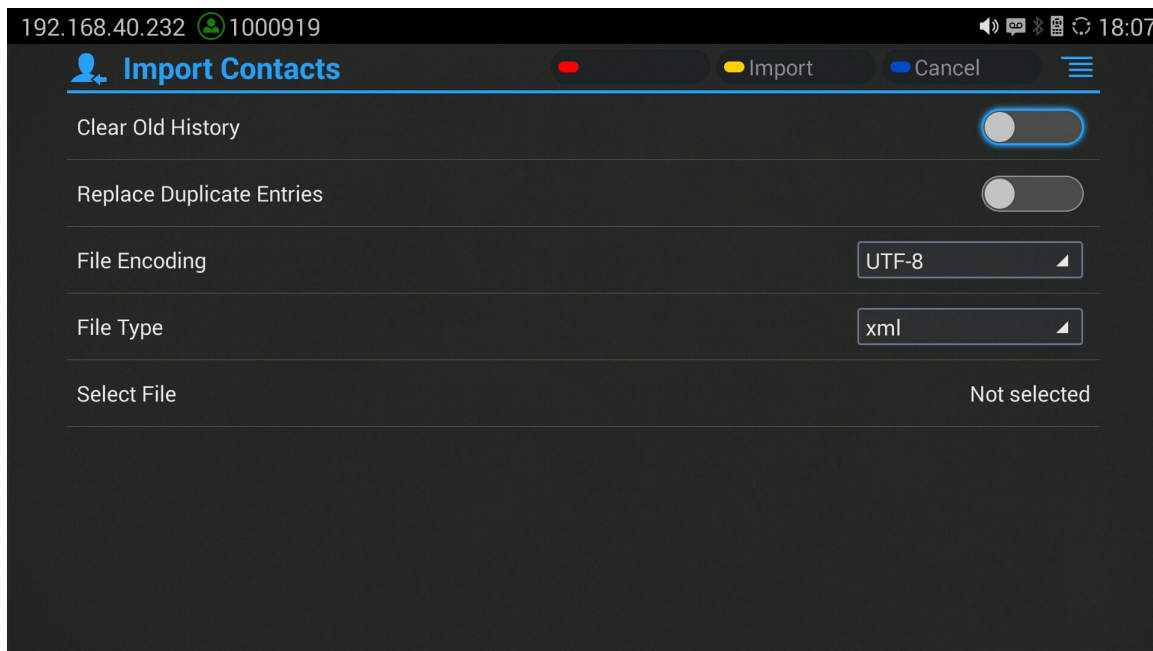 192.168.40.232 1000919 18:07
Import Contacts Import Cancel
Clear Old History
Replace Duplicate Entries
File Encoding UTF-8
File Type xml
Select File Not selected